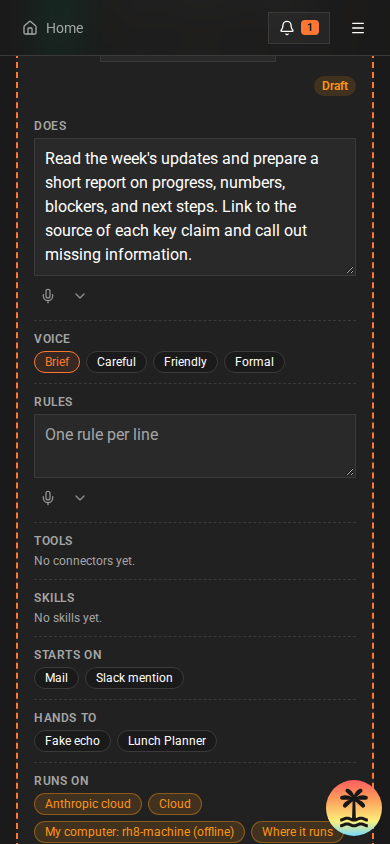 Home
1
Draft
DOES
Read the week's updates and prepare a
short report on progress, numbers,
blockers, and next steps. Link to the
source of each key claim and call out
missing information.
VOICE
Brief Careful Friendly Formal
RULES
One rule per line
TOOLS
No connectors yet.
SKILLS
No skills yet.
STARTS ON
Mail Slack mention
HANDS TO
Fake echo Lunch Planner
RUNS ON
Anthropic cloud Cloud
My computer: rh8-machine (offline) Where it runs